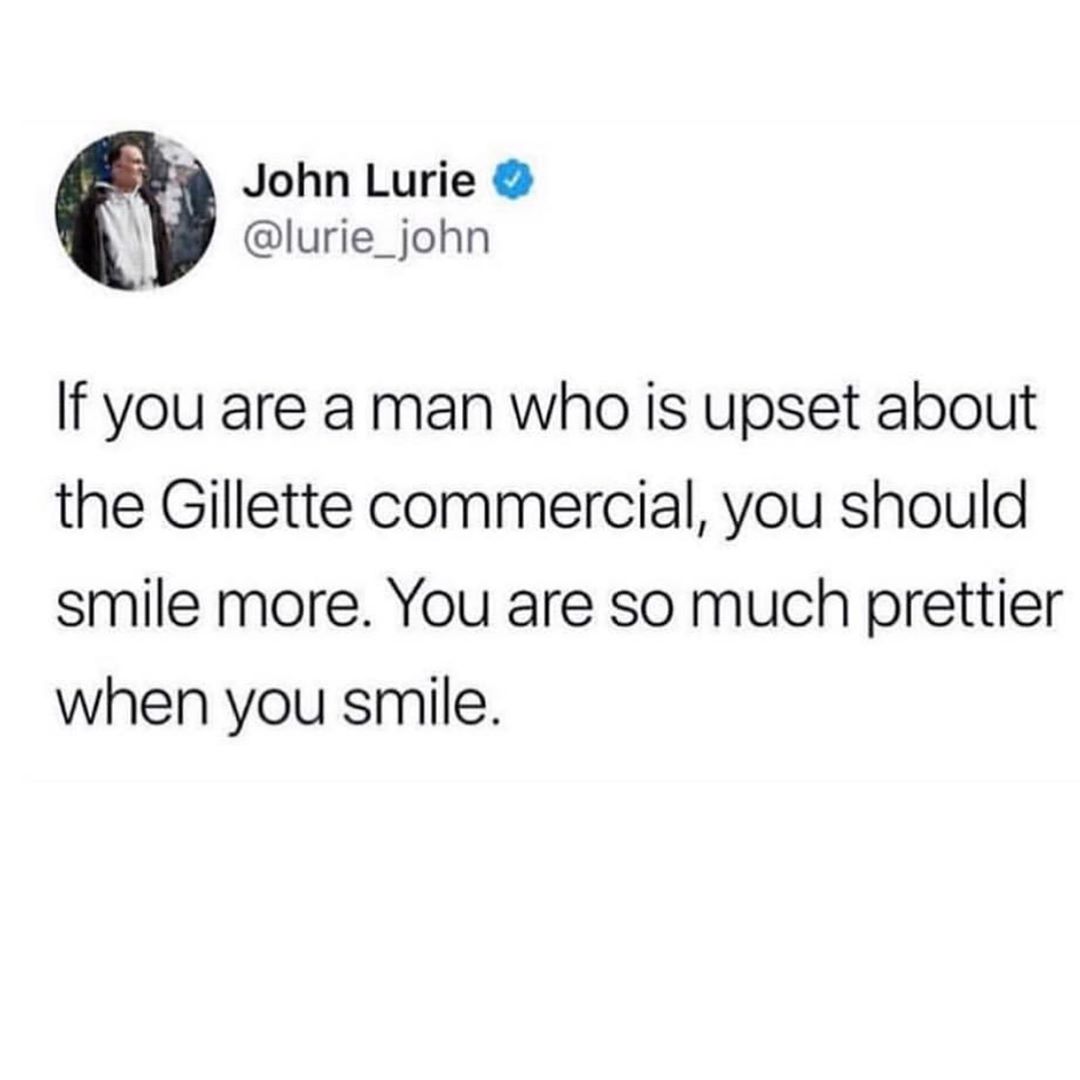 John Lurie
@lurie_john
If you are a man who is upset about
the Gillette commercial, you should
smile more. You are so much prettier
when you smile.